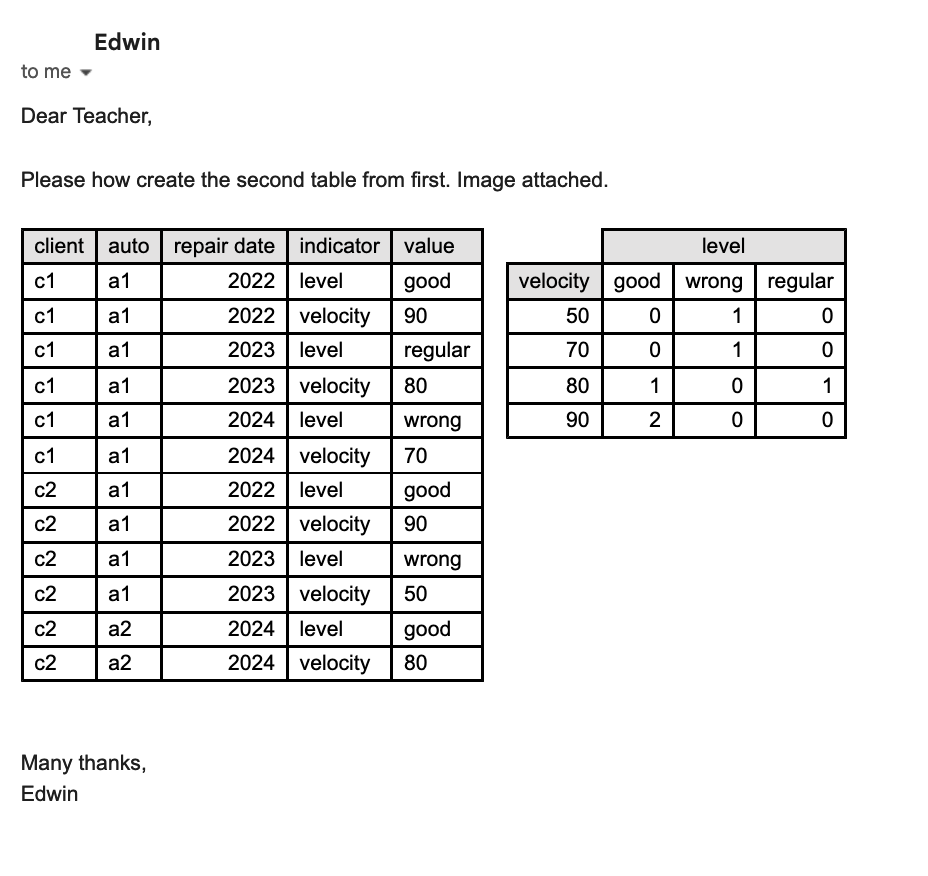 Edwin
to me
Dear Teacher,
Please how create the second table from first. Image attached.
client auto repair date indicator value
c1 a1 2022 level good
c1 a1 2022 velocity 90
c1 a1 2023 level regular
c1 a1 2023 velocity 80
c1 a1 2024 level wrong
c1 a1 2024 velocity 70
c2 a1 2022 level good
c2 a1 2022 velocity 90
c2 a1 2023 level wrong
c2 a1 2023 velocity 50
c2 a2 2024 level good
c2 a2 2024 velocity 80
level
velocity good wrong regular
50 0 1 0
70 0 1 0
80 1 0 1
90 2 0 0
Many thanks,
Edwin